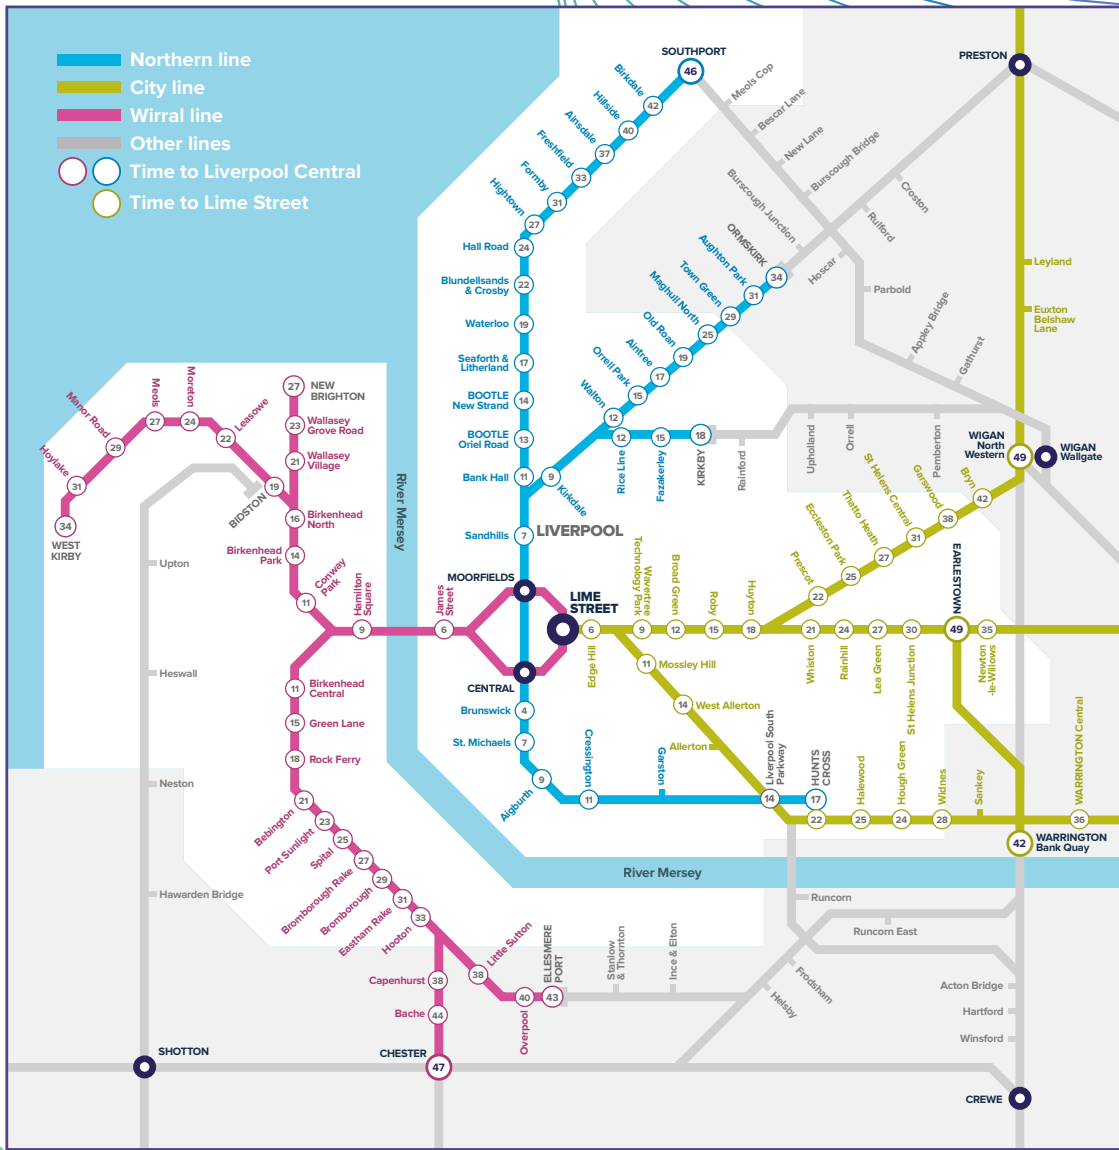 Northern line
City line
Wirral line
Other lines
Time to Liverpool Central
Time to Lime Street
SOUTHPORT
46
Birkdale
42
Hillside
40
Ainsdale
37
Freshfield
33
Formby
31
Hightown
27
Hall Road
24
Blundellsands
& Crosby
22
Waterloo
19
Seaforth &
Litherland
17
BOOTLE
New Strand
14
BOOTLE
Oriel Road
13
Bank Hall
11
Sandhills
7
LIVERPOOL
MOORFIELDS
LIME
STREET
CENTRAL
Brunswick
4
St. Michaels
7
Aigburth
9
Cressington
11
Garston
Liverpool South
Parkway
14
HUNTS
CROSS
17
22
Kirkdale
9
Walton
12
Orrell Park
15
Aintree
17
Old Roan
19
Maghull North
25
Town Green
29
Aughton Park
31
ORMSKIRK
34
Rice Line
12
Fazakerley
15
KIRKBY
18
Rainford
Upholland
Orrell
Pemberton
Meols Cop
Bescar Lane
New Lane
Burscough Bridge
Burscough Junction
Hoscar
Rufford
Croston
Parbold
Appley Bridge
Gathurst
PRESTON
Leyland
Euxton
Belshaw
Lane
WIGAN
North
Western
49
WIGAN
Wallgate
Bryn
42
Garswood
38
St Helens Central
31
Thatto Heath
27
Eccleston Park
25
Prescot
22
Edge Hill
6
Wavertree
Technology Park
9
Broad Green
12
Roby
15
Huyton
18
Whiston
21
Rainhill
24
Lea Green
27
St Helens Junction
30
EARLESTOWN
49
Newton
-le-Willows
35
Mossley Hill
11
West Allerton
14
Allerton
Halewood
25
Hough Green
24
Widnes
28
Sankey
WARRINGTON Central
36
WARRINGTON
Bank Quay
42
River Mersey
River Mersey
NEW
BRIGHTON
27
Wallasey
Grove Road
23
Wallasey
Village
21
Birkenhead
North
16
Birkenhead
Park
14
Conway
Park
11
Hamilton
Square
9
James
Street
6
WEST
KIRBY
34
Hoylake
31
Manor Road
29
Meols
27
Moreton
24
Leasowe
22
BIDSTON
19
Upton
Heswall
Neston
Hawarden Bridge
SHOTTON
Birkenhead
Central
11
Green Lane
15
Rock Ferry
18
Bebington
21
Port Sunlight
23
Spital
25
Bromborough Rake
27
Bromborough
29
Eastham Rake
31
Hooton
33
Capenhurst
38
Bache
44
CHESTER
47
Little Sutton
38
Overpool
40
ELLESMERE
PORT
43
Stanlow
& Thornton
Ince & Elton
Helsby
Frodsham
Runcorn
Runcorn East
Acton Bridge
Hartford
Winsford
CREWE